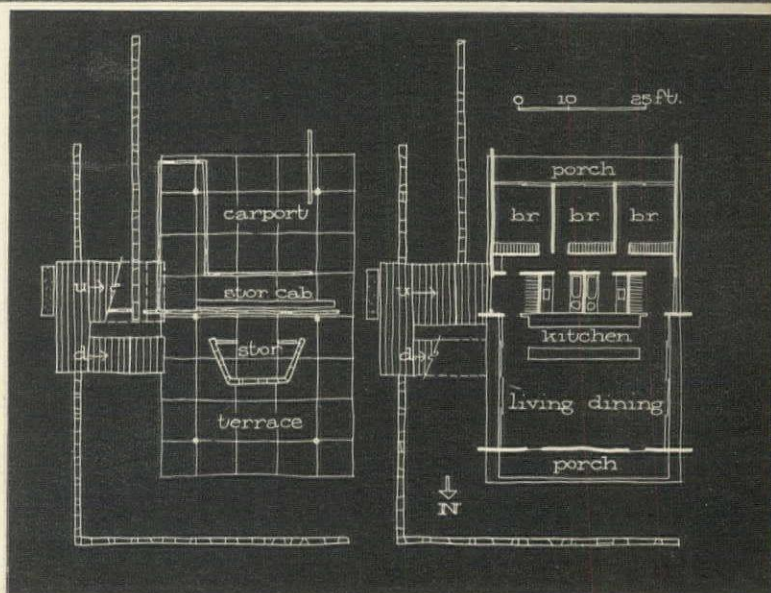 carport
u
stor cab
d
stor
terrace
0 10 25 ft.
porch
br br br
u
kitchen
d
living dining
porch
N